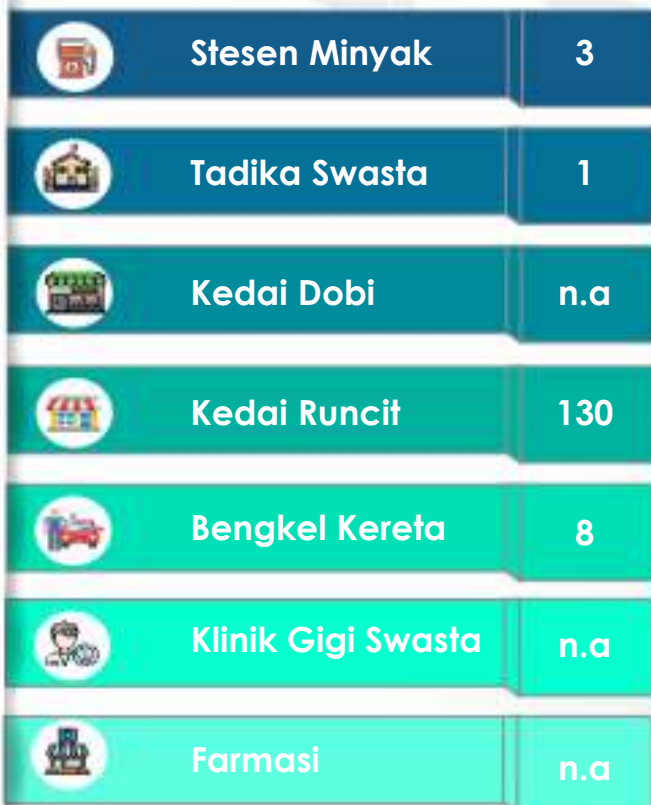 Stesen Minyak 3
Tadika Swasta 1
Kedai Dobi n.a
Kedai Runcit 130
Bengkel Kereta 8
Klinik Gigi Swasta n.a
Farmasi n.a